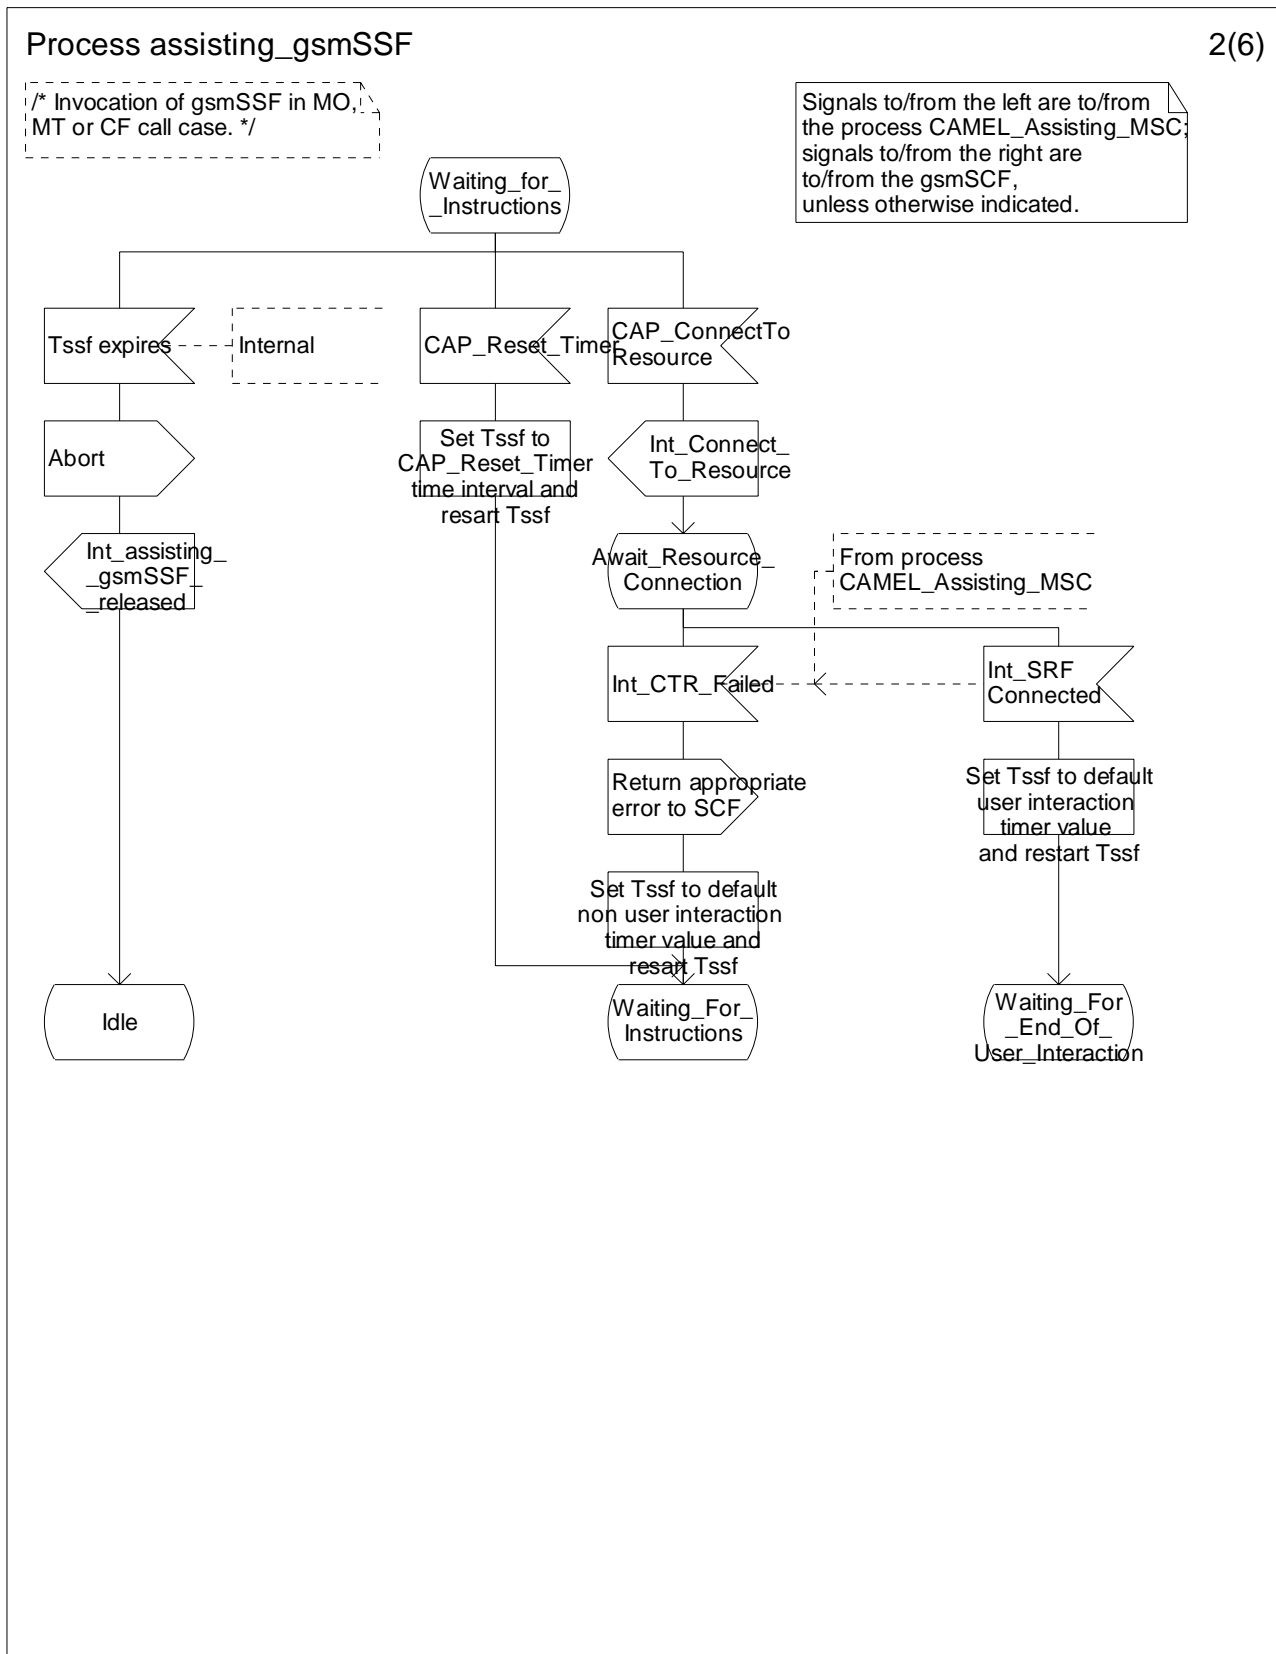 Process assisting_gsmSSF
2(6)
/* Invocation of gsmSSF in MO,
MT or CF call case. */
Signals to/from the left are to/from
the process CAMEL_Assisting_MSC;
signals to/from the right are
to/from the gsmSCF,
unless otherwise indicated.
Waiting_for_
_Instructions
Tssf expires
Internal
CAP_Reset_Timer
CAP_ConnectTo
Resource
Abort
Set Tssf to
CAP_Reset_Timer
time interval and
resart Tssf
Int_Connect_
To_Resource
Int_assisting_
_gsmSSF_
_released
Await_Resource_
Connection
From process
CAMEL_Assisting_MSC
Int_CTR_Failed
Int_SRF
Connected
Return appropriate
error to SCF
Set Tssf to default
user interaction
timer value
and restart Tssf
Set Tssf to default
non user interaction
timer value and
resart Tssf
Idle
Waiting_For_
Instructions
Waiting_For
_End_Of_
User_Interaction